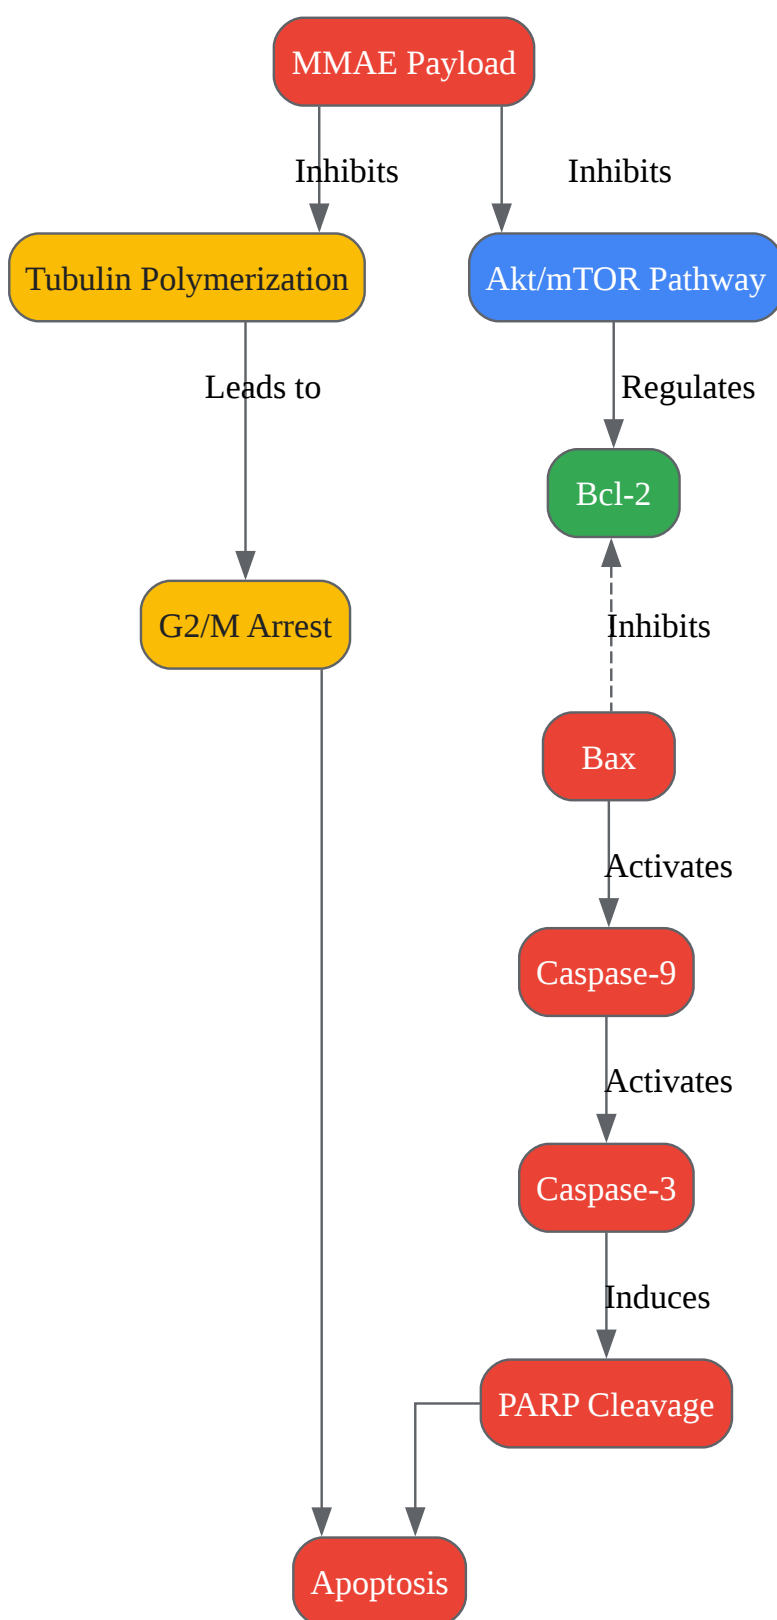 MMAE Payload
Inhibits
Inhibits
Tubulin Polymerization
Akt/mTOR Pathway
Leads to
Regulates
Bcl-2
G2/M Arrest
Inhibits
Bax
Activates
Caspase-9
Activates
Caspase-3
Induces
PARP Cleavage
Apoptosis